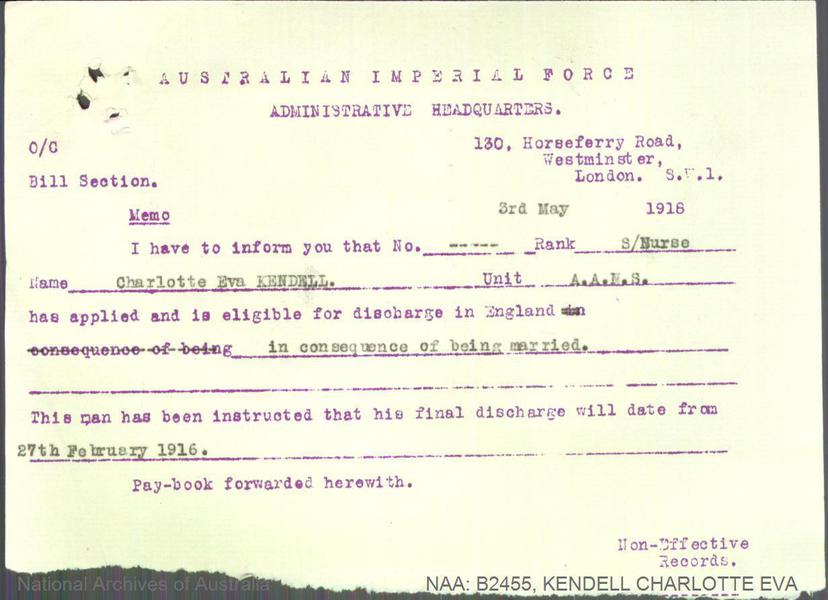 AUSTRALIAN IMPERIAL FORCE
ADMINISTRATIVE HEADQUARTERS.
O/C
130, Horseferry Road,
Westminster,
Bill Section.
London. S.W.1.
Memo
3rd May 1918
I have to inform you that No. ----- Rank S/Nurse
Name Charlotte Eva KENDELL. Unit A.A.N.S.
has applied and is eligible for discharge in England in
consequence of being in consequence of being married.
This man has been instructed that his final discharge will date from
27th February 1916.
Pay-book forwarded herewith.
Non-Effective
Records.
National Archives of Australia
NAA: B2455, KENDELL CHARLOTTE EVA